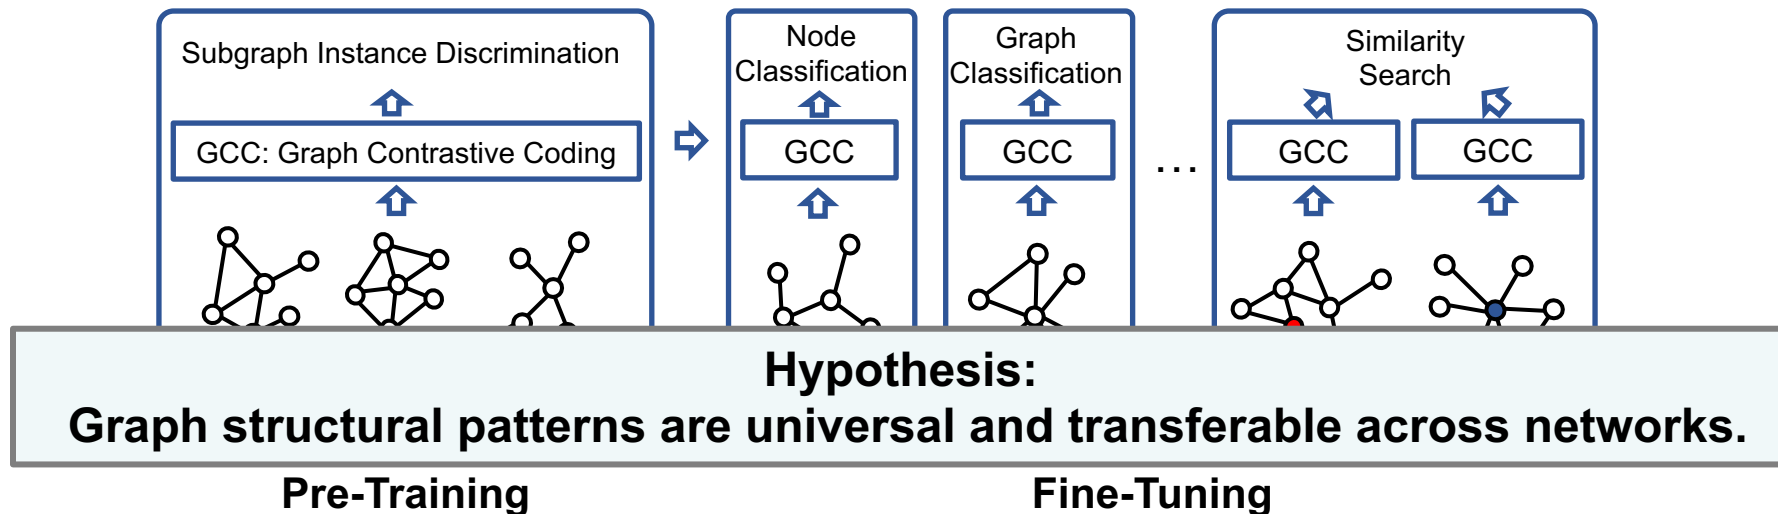 Subgraph Instance Discrimination
GCC: Graph Contrastive Coding
Node
Classification
GCC
Graph
Classification
GCC
...
Similarity
Search
GCC
GCC
Hypothesis:
Graph structural patterns are universal and transferable across networks.
Pre-Training
Fine-Tuning